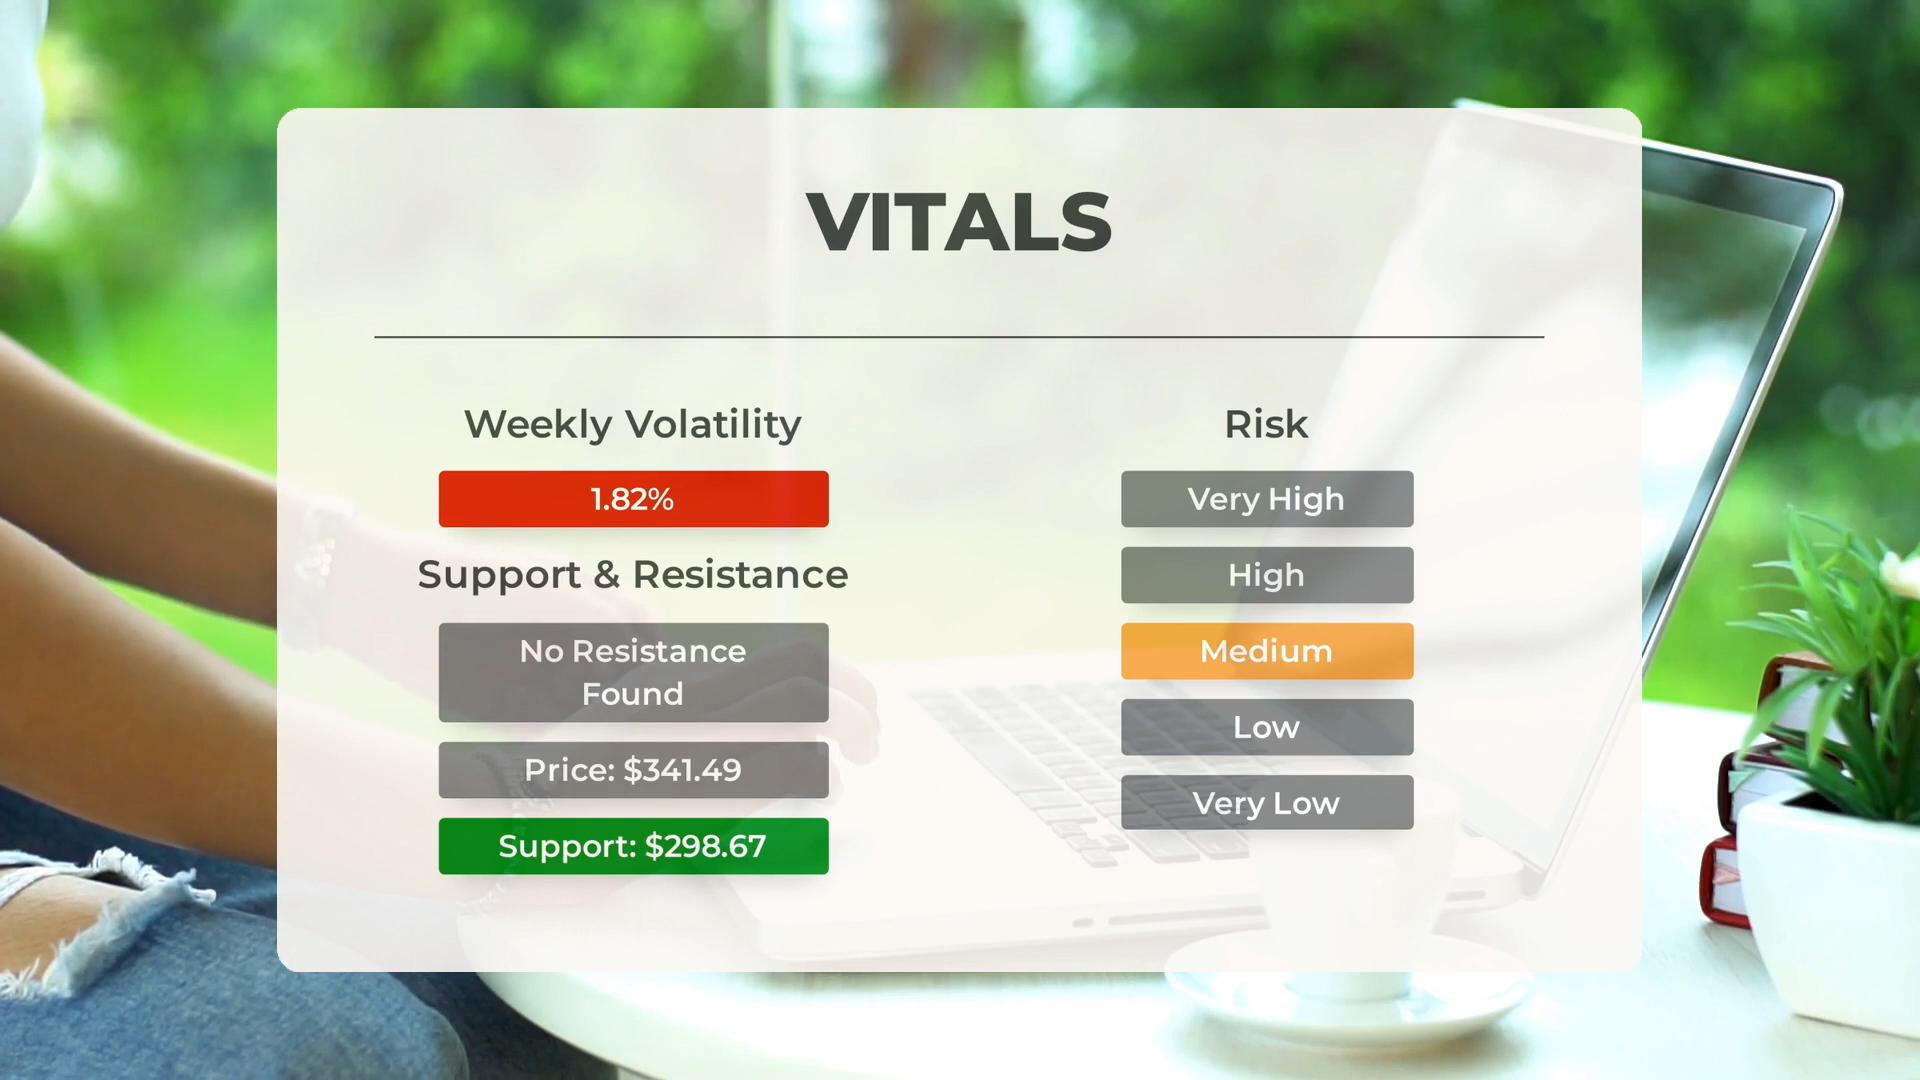 VITALS
Weekly Volatility
1.82%
Support & Resistance
No Resistance
Found
Price: $341.49
Support: $298.67
Risk
Very High
High
Medium
Low
Very Low